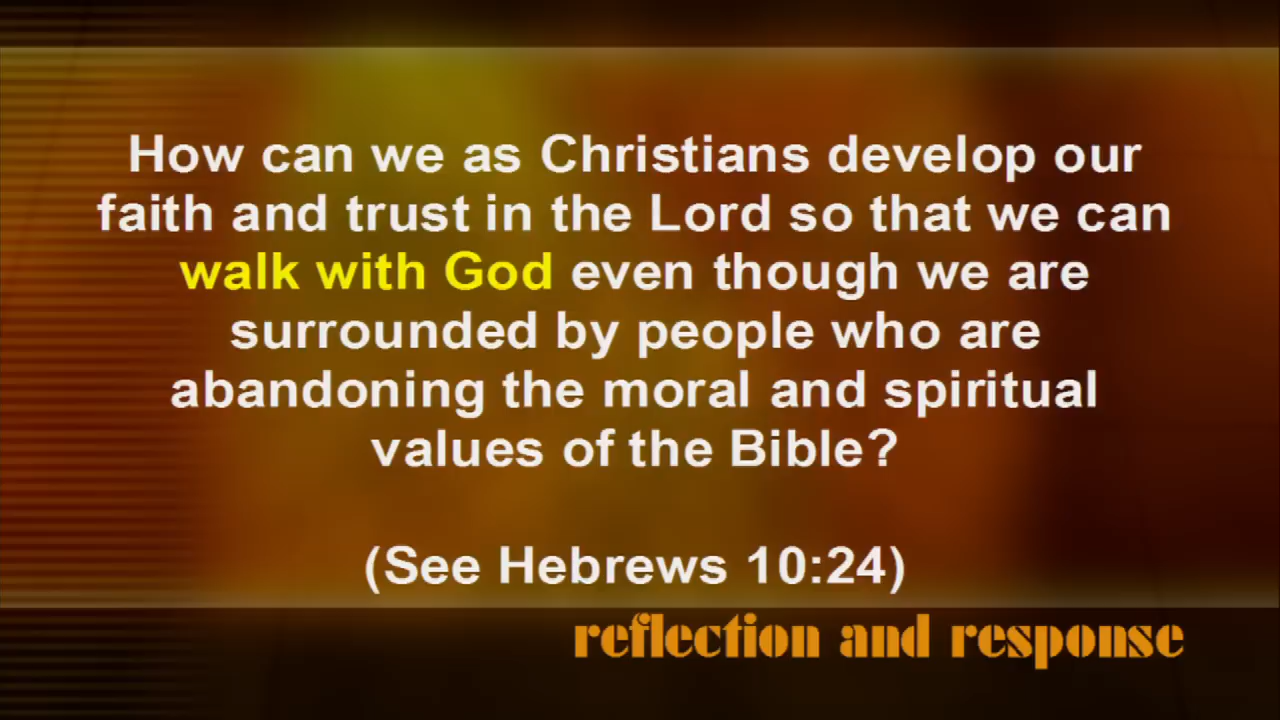 How can we as Christians develop our
faith and trust in the Lord so that we can
walk with God even though we are
surrounded by people who are
abandoning the moral and spiritual
values of the Bible?
(See Hebrews 10:24)
reflection and response